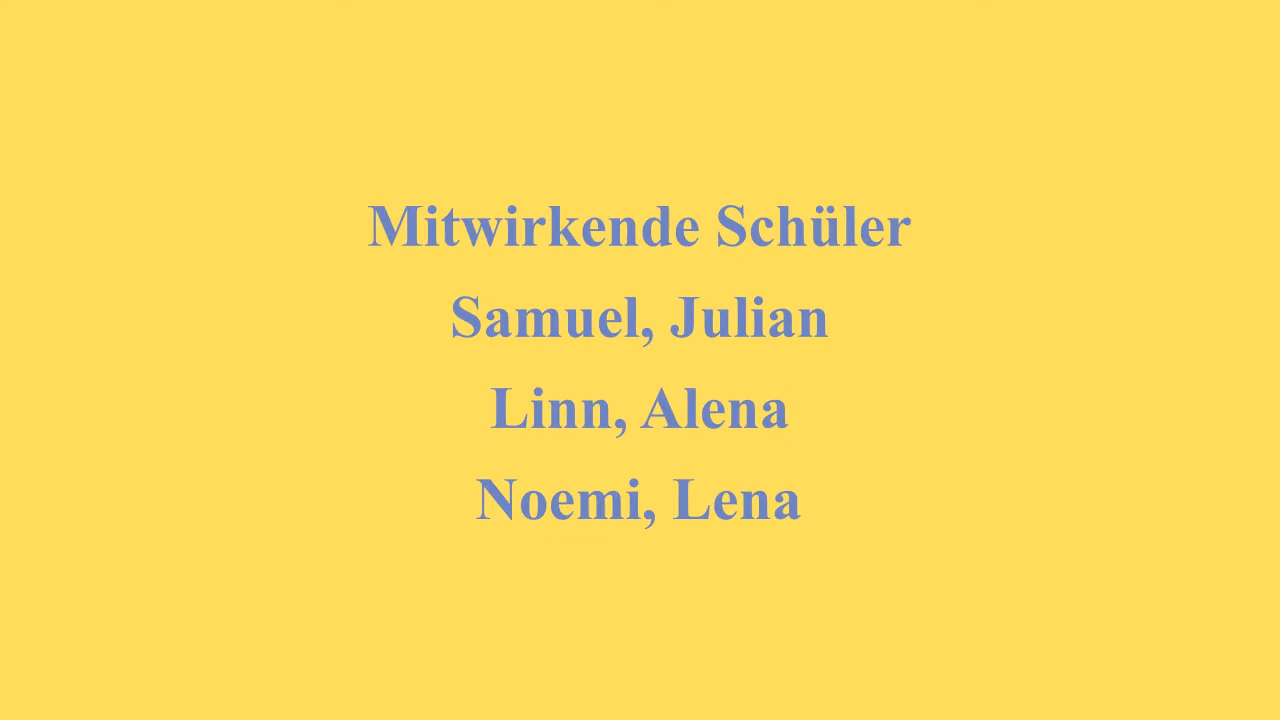 Mitwirkende Schüler
Samuel, Julian
Linn, Alena
Noemi, Lena